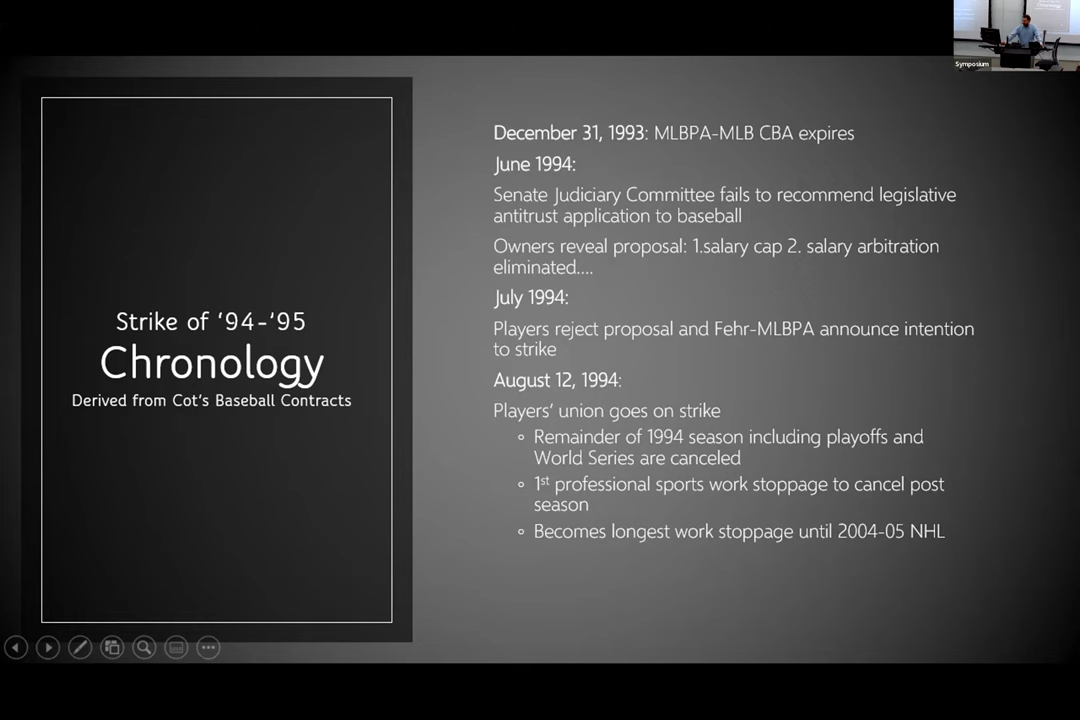 Symposium
Strike of ‘94-‘95
Chronology
Derived from Cot’s Baseball Contracts
December 31, 1993: MLBPA-MLB CBA expires
June 1994:
Senate Judiciary Committee fails to recommend legislative
antitrust application to baseball
Owners reveal proposal: 1.salary cap 2. salary arbitration
eliminated....
July 1994:
Players reject proposal and Fehr-MLBPA announce intention
to strike
August 12, 1994:
Players’ union goes on strike
Remainder of 1994 season including playoffs and
World Series are canceled
1st professional sports work stoppage to cancel post
season
Becomes longest work stoppage until 2004-05 NHL